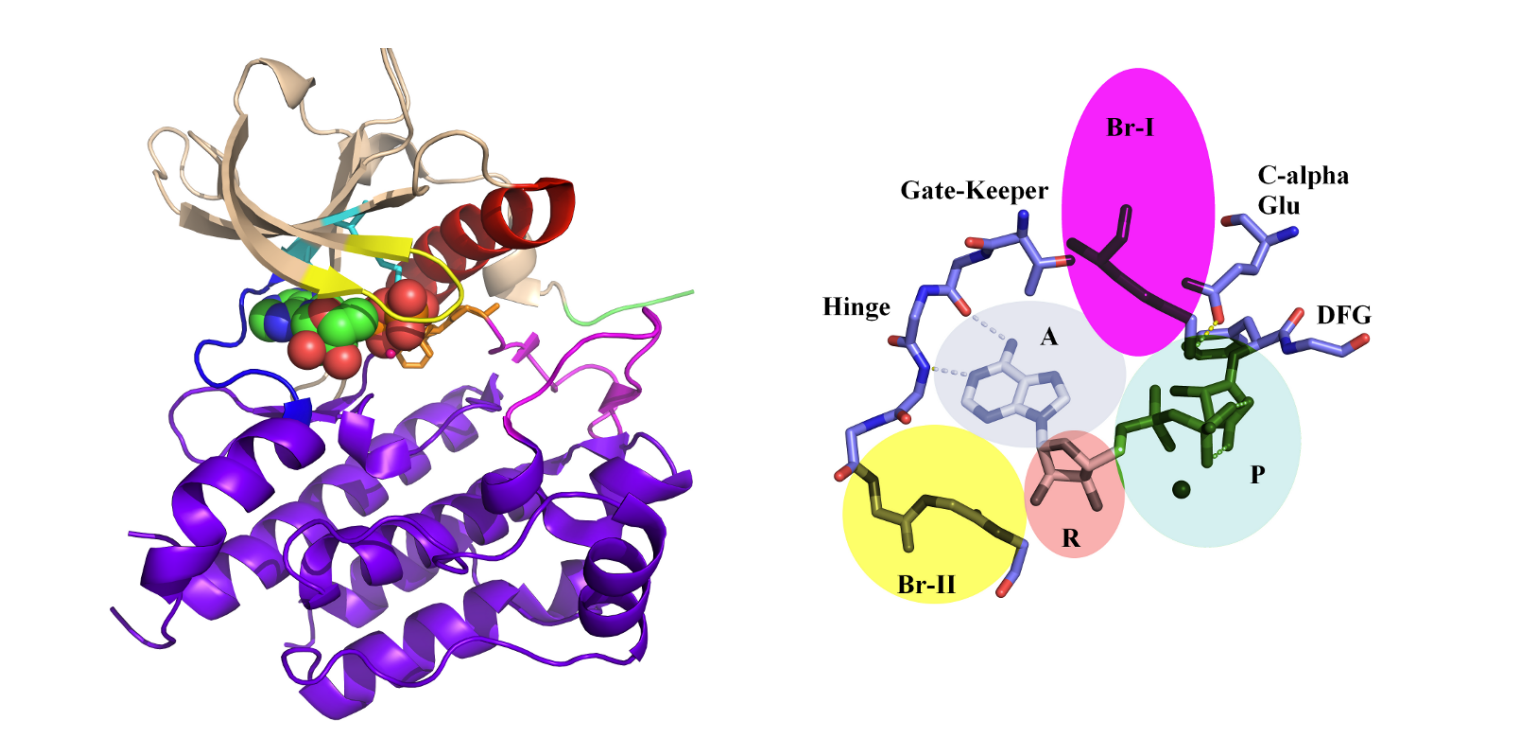 Br-I
C-alpha
Glu
Gate-Keeper
Hinge
DFG
A
P
R
Br-II